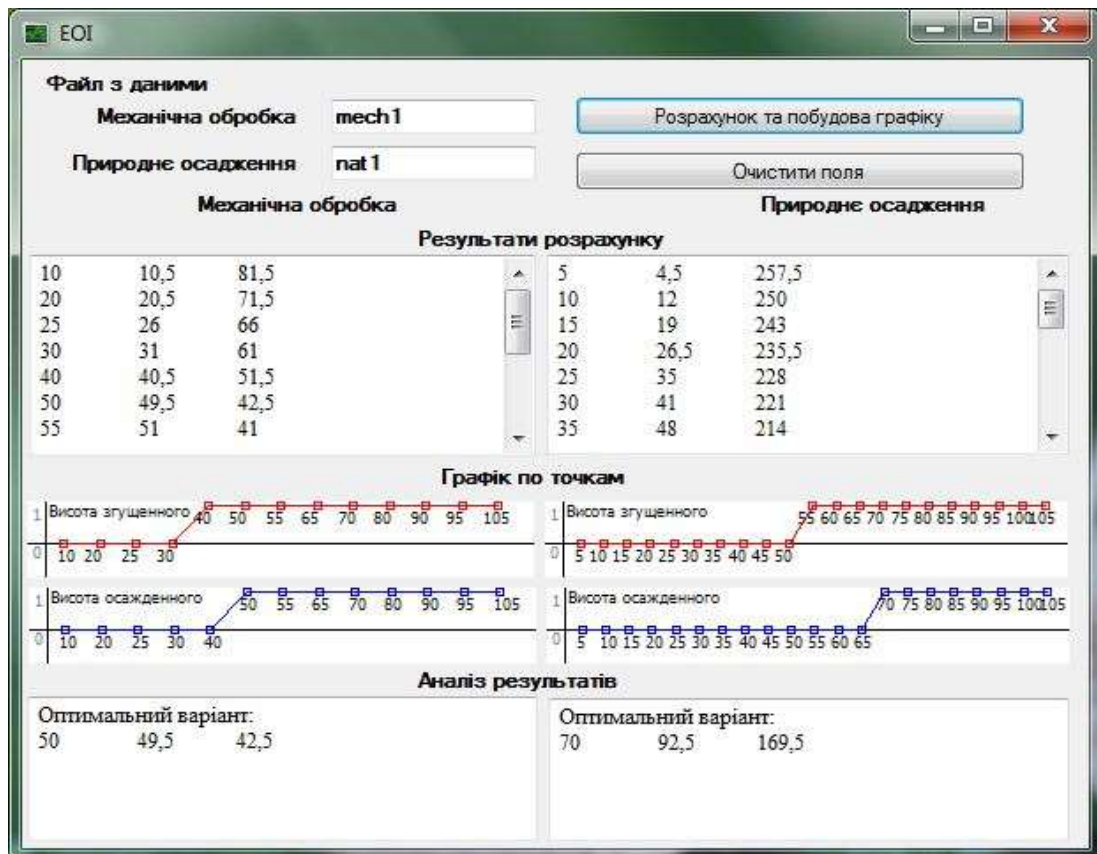 EOI
Файл з даними
Механічна обробка mech1 Розрахунок та побудова графіку
Природнє осадження nat1 Очистити поля
Механічна обробка Природнє осадження
Результати розрахунку
10 10,5 81,5 5 4,5 257,5
20 20,5 71,5 10 12 250
25 26 66 15 19 243
30 31 61 20 26,5 235,5
40 40,5 51,5 25 35 228
50 49,5 42,5 30 41 221
55 51 41 35 48 214
Графік по точкам
1 Висота згущенного 40 50 55 65 70 80 90 95 105
0 10 20 25 30
1 Висота згущенного 55 60 65 70 75 80 85 90 95 100 105
0 5 10 15 20 25 30 35 40 45 50
1 Висота осажденного 50 55 65 70 80 90 95 105
0 10 20 25 30 40
1 Висота осажденного 70 75 80 85 90 95 100 105
0 5 10 15 20 25 30 35 40 45 50 55 60 65
Аналіз результатів
Оптимальний варіант: Оптимальний варіант:
50 49,5 42,5 70 92,5 169,5